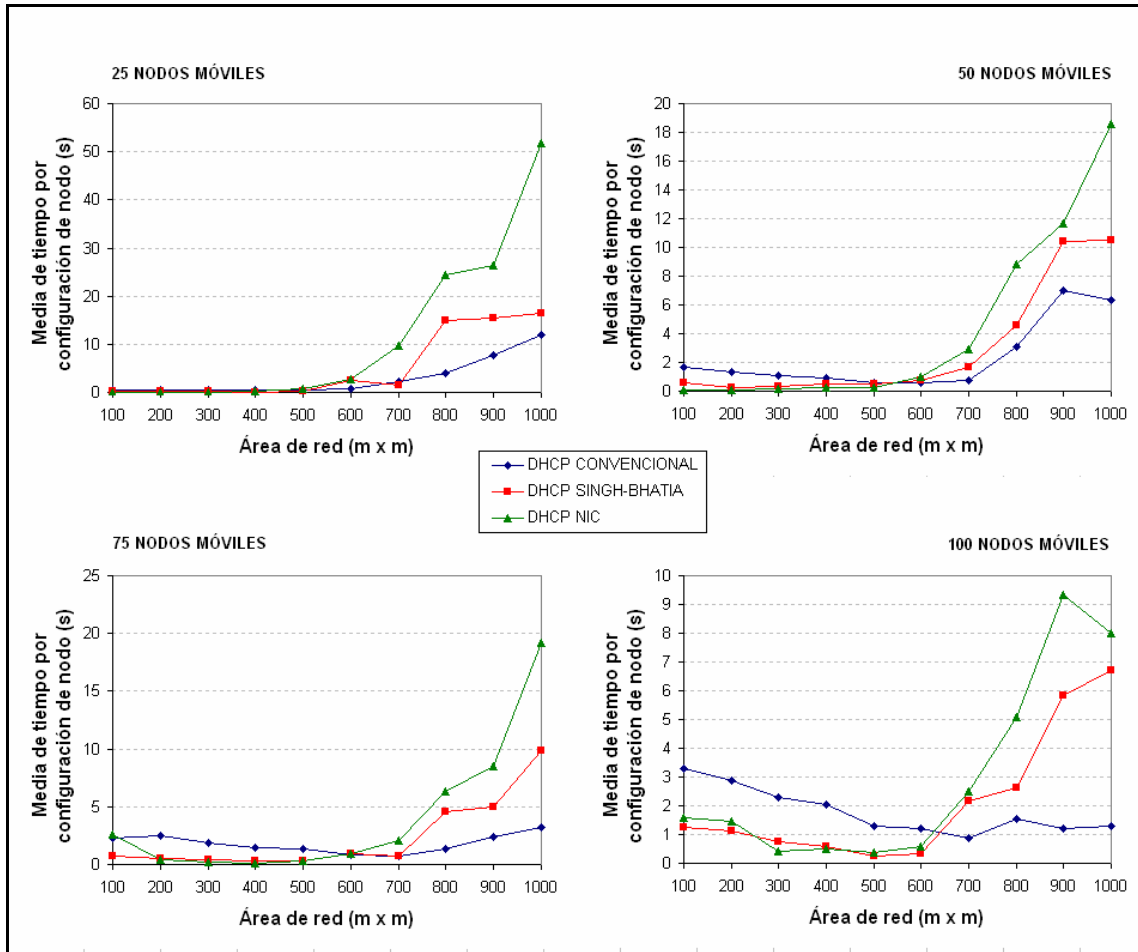 25 NODOS MÓVILES
Media de tiempo por
configuración de nodo (s)
60
50
40
30
20
10
0
100 200 300 400 500 600 700 800 900 1000
Área de red (m x m)
50 NODOS MÓVILES
Media de tiempo por
configuración de nodo (s)
20
18
16
14
12
10
8
6
4
2
0
100 200 300 400 500 600 700 800 900 1000
Área de red (m x m)
DHCP CONVENCIONAL
DHCP SINGH-BHATIA
DHCP NIC
75 NODOS MÓVILES
Media de tiempo por
configuración de nodo (s)
25
20
15
10
5
0
100 200 300 400 500 600 700 800 900 1000
Área de red (m x m)
100 NODOS MÓVILES
Media de tiempo por
configuración de nodo (s)
10
9
8
7
6
5
4
3
2
1
0
100 200 300 400 500 600 700 800 900 1000
Área de red (m x m)